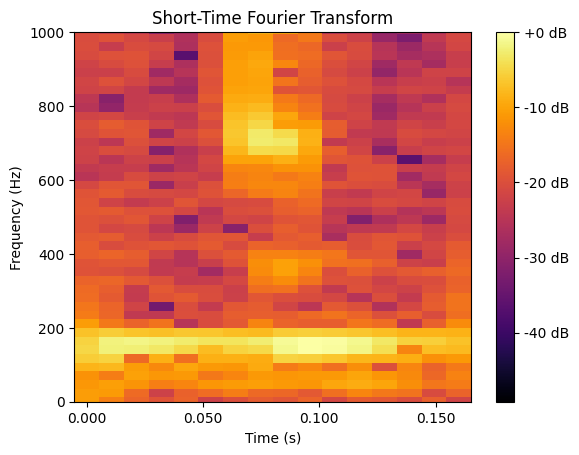 Short-Time Fourier Transform
1000
800
600
400
200
0
Frequency (Hz)
0.000
0.050
0.100
0.150
Time (s)
+0 dB
-10 dB
-20 dB
-30 dB
-40 dB